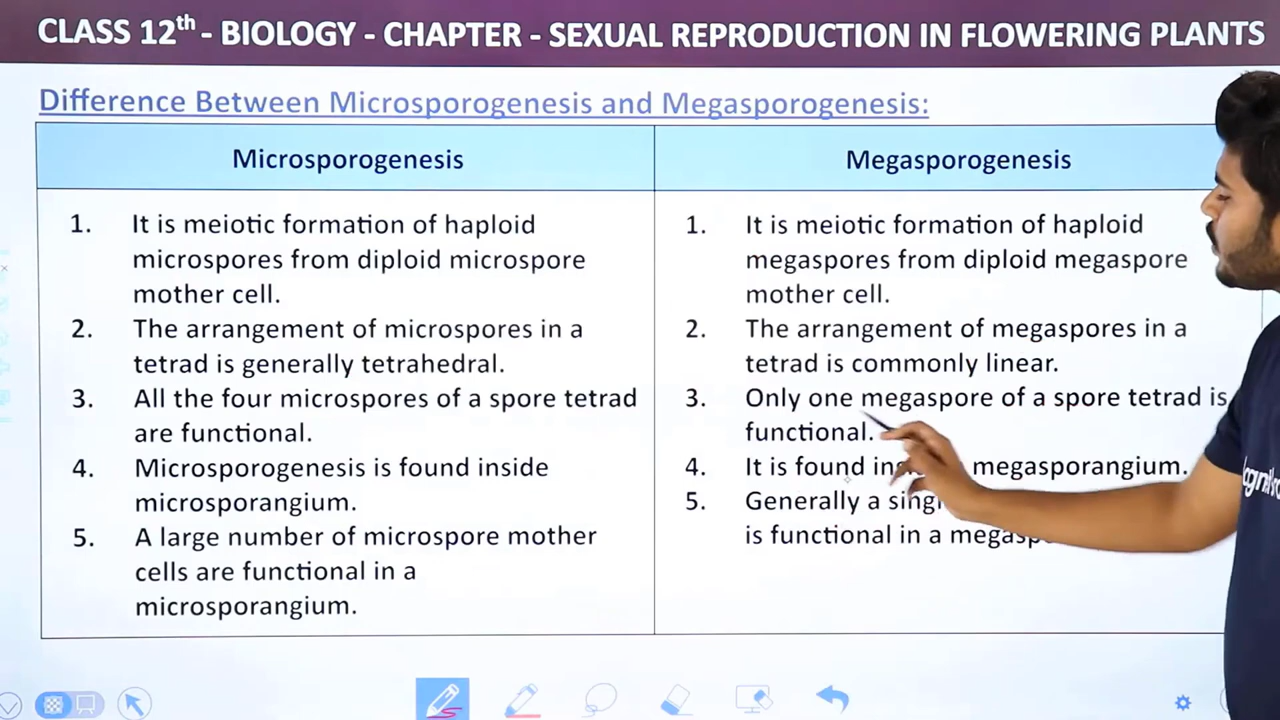 CLASS 12th - BIOLOGY - CHAPTER - SEXUAL REPRODUCTION IN FLOWERING PLANTS
Difference Between Microsporogenesis and Megasporogenesis:
Microsporogenesis
1. It is meiotic formation of haploid
microspores from diploid microspore
mother cell.
2. The arrangement of microspores in a
tetrad is generally tetrahedral.
3. All the four microspores of a spore tetrad
are functional.
4. Microsporogenesis is found inside
microsporangium.
5. A large number of microspore mother
cells are functional in a
microsporangium.
Megasporogenesis
1. It is meiotic formation of haploid
megaspores from diploid megaspore
mother cell.
2. The arrangement of megaspores in a
tetrad is commonly linear.
3. Only one megaspore of a spore tetrad is
functional.
4. It is found megasporangium.
5. Generally a
is functional in a